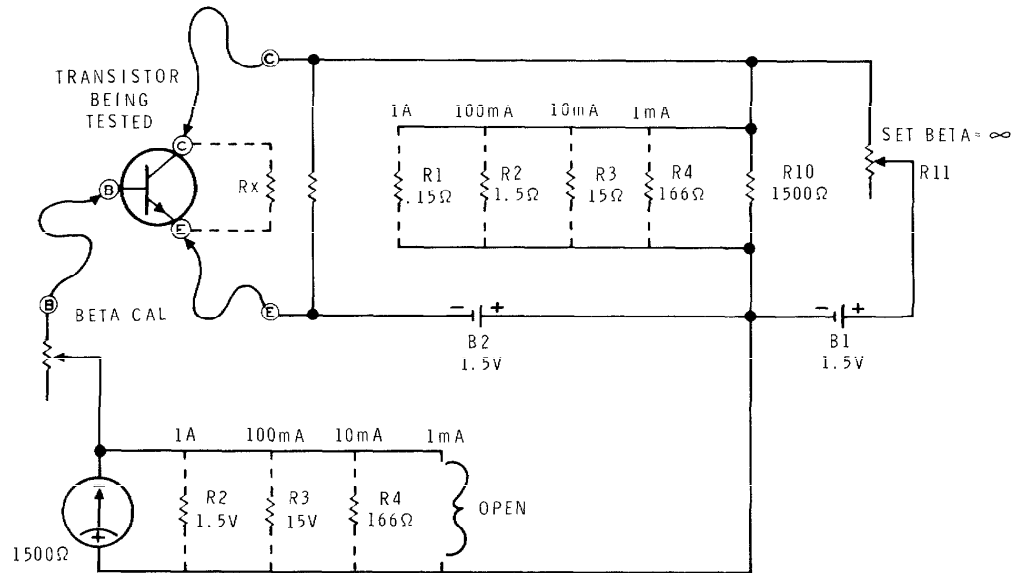 TRANSISTOR
BEING
TESTED
C
C
B
E
Rx
E
B
BETA CAL
1A 100mA 10mA 1mA
R1
.15Ω
R2
1.5Ω
R3
15Ω
R4
166Ω
R10
1500Ω
SET BETA=∞
R11
- +
B2
1.5V
- +
B1
1.5V
1A 100mA 10mA 1mA
R2
1.5V
R3
15V
R4
166Ω
OPEN
-
+
1500Ω